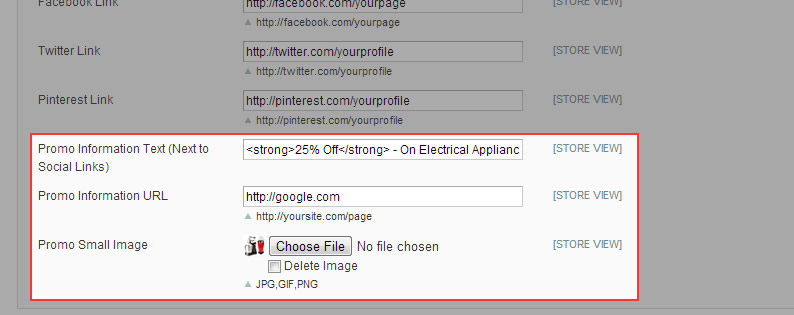 Facebook Link http://facebook.com/yourpage [STORE VIEW]
http://facebook.com/yourpage
Twitter Link http://twitter.com/yourprofile [STORE VIEW]
http://twitter.com/yourprofile
Pinterest Link http://pinterest.com/yourprofile [STORE VIEW]
http://pinterest.com/yourprofile
Promo Information Text (Next to <strong>25% Off</strong> - On Electrical Applianc [STORE VIEW]
Social Links)
Promo Information URL http://google.com [STORE VIEW]
http://yoursite.com/page
Promo Small Image Choose File No file chosen [STORE VIEW]
Delete Image
JPG,GIF,PNG